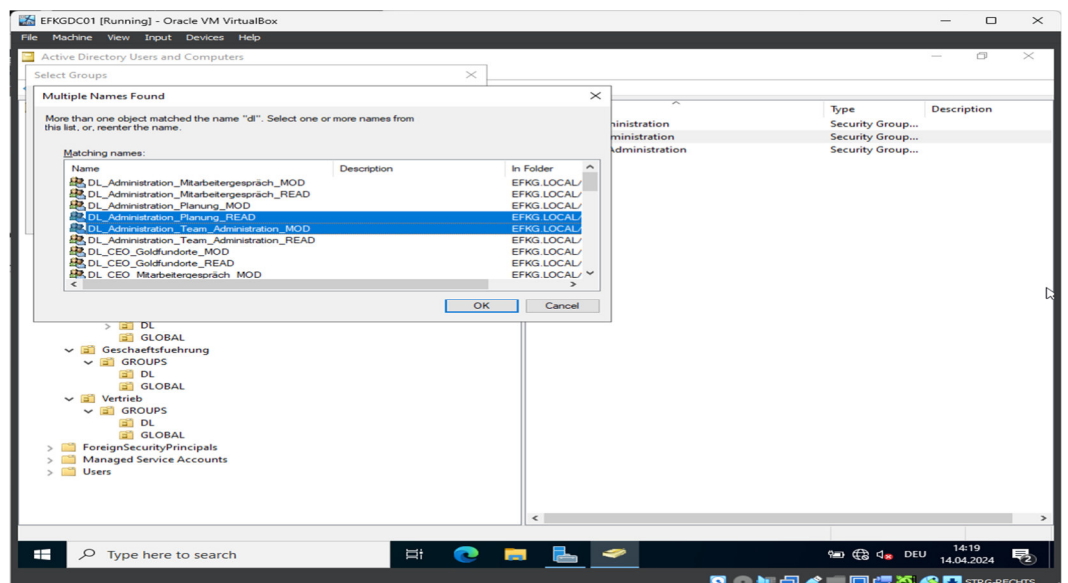 EFKGDC01 [Running] - Oracle VM VirtualBox
File Machine View Input Devices Help
Active Directory Users and Computers
Select Groups
Multiple Names Found
More than one object matched the name "dl". Select one or more names from
this list, or, reenter the name.
Matching names:
Name Description In Folder
DL_Administration_Mitarbeitergespräch_MOD EFKG.LOCAL/
DL_Administration_Mitarbeitergespräch_READ EFKG.LOCAL/
DL_Administration_Planung_MOD EFKG.LOCAL/
DL_Administration_Planung_READ EFKG.LOCAL/
DL_Administration_Team_Administration_MOD EFKG.LOCAL/
DL_Administration_Team_Administration_READ EFKG.LOCAL/
DL_CEO_Goldfundorte_MOD EFKG.LOCAL/
DL_CEO_Goldfundorte_READ EFKG.LOCAL/
DL_CEO_Mitarbeitergespräch_MOD EFKG.LOCAL/
OK Cancel
Type Description
ministration Security Group...
ministration Security Group...
Administration Security Group...
DL
GLOBAL
Geschaeftsfuehrung
GROUPS
DL
GLOBAL
Vertrieb
GROUPS
DL
GLOBAL
ForeignSecurityPrincipals
Managed Service Accounts
Users
Type here to search
DEU
14:19
14.04.2024
2
STRG-RECHTS